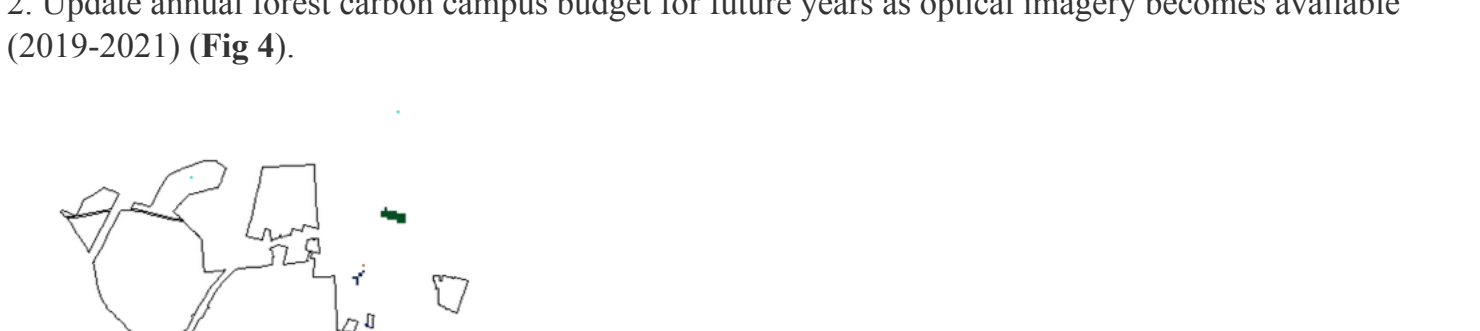 2. Update annual forest carbon campus budget for future years as optical imagery becomes available
(2019-2021) (Fig 4).